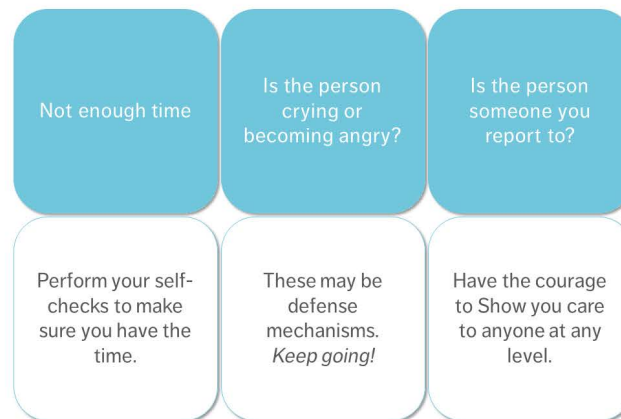 Not enough time
Is the person
crying or
becoming angry?
Is the person
someone you
report to?
Perform your self-
checks to make
sure you have the
time.
These may be
defense
mechanisms.
Keep going!
Have the courage
to Show you care
to anyone at any
level.